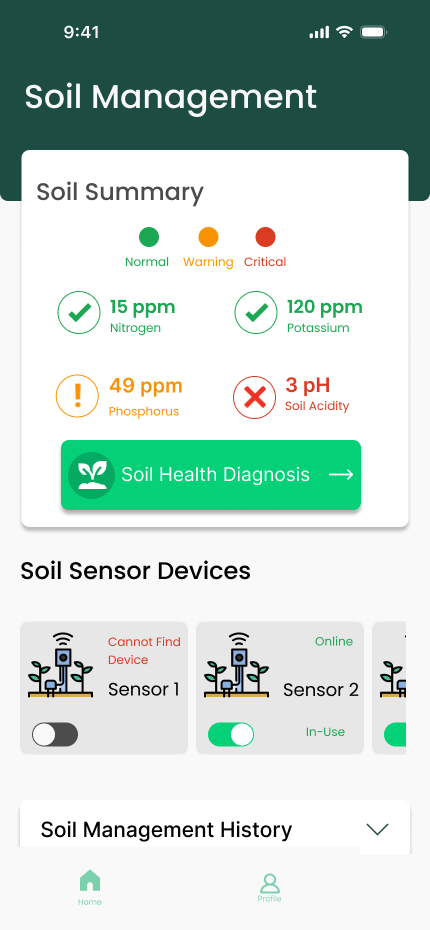 9:41
Soil Management
Soil Summary
Normal Warning Critical
15 ppm
Nitrogen
120 ppm
Potassium
49 ppm
Phosphorus
3 pH
Soil Acidity
Soil Health Diagnosis
Soil Sensor Devices
Cannot Find
Device
Sensor 1
Online
Sensor 2
In-Use
Soil Management History
Home
Profile